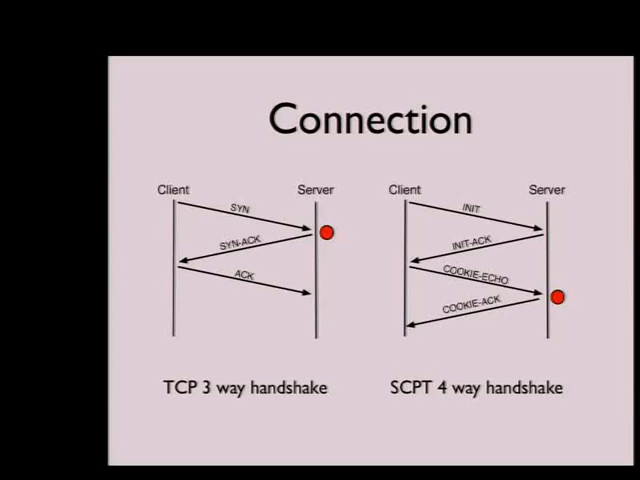 Connection
Client Server Client Server
SYN
SYN-ACK
ACK
INIT
INIT-ACK
COOKIE-ECHO
COOKIE-ACK
TCP 3 way handshake
SCPT 4 way handshake